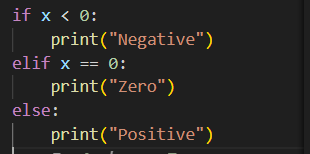 if x < 0:
    print("Negative")
elif x == 0:
    print("Zero")
else:
    print("Positive")